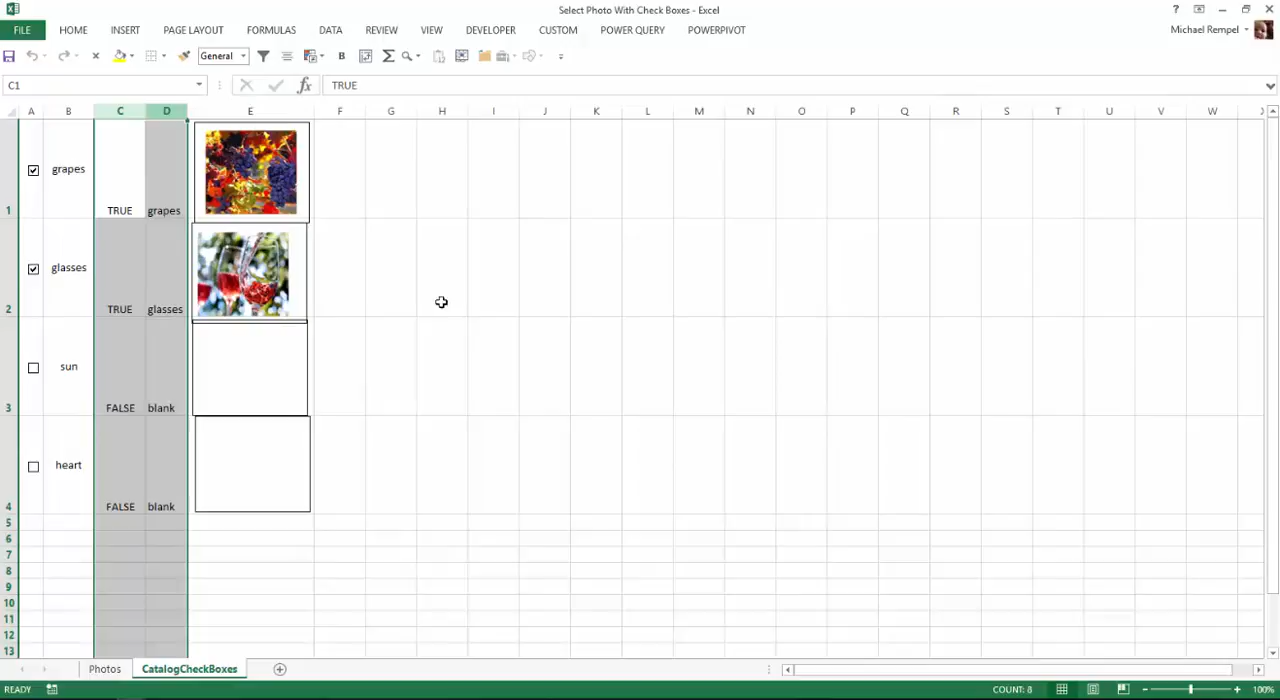 Select Photo With Check Boxes - Excel
FILE HOME INSERT PAGE LAYOUT FORMULAS DATA REVIEW VIEW DEVELOPER CUSTOM POWER QUERY POWERPIVOT Michael Rempel
General
C1 TRUE
A B C D E F G H I J K L M N O P Q R S T U V W
grapes
1 TRUE grapes
glasses
2 TRUE glasses
sun
3 FALSE blank
heart
4 FALSE blank
5
6
7
8
9
10
11
12
13
Photos CatalogCheckBoxes
READY COUNT: 8 100%